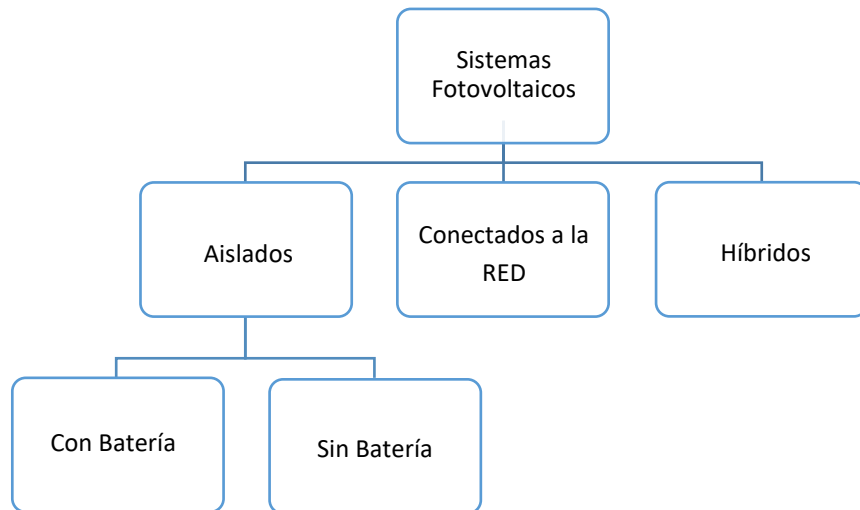 Sistemas
Fotovoltaicos
Aislados
Conectados a la
RED
Híbridos
Con Batería
Sin Batería